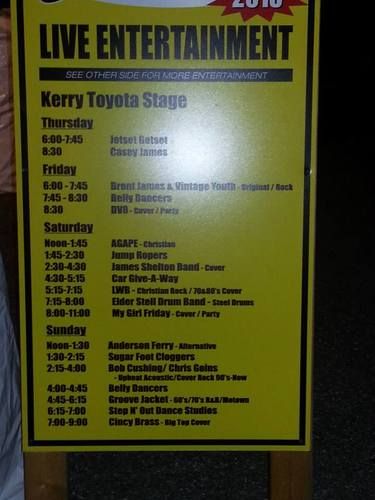 2010
LIVE ENTERTAINMENT
SEE OTHER SIDE FOR MORE ENTERTAINMENT
Kerry Toyota Stage
Thursday
6:00-7:45 Jetset Getset
8:30 Casey James
Friday
6:00 - 7:45 Brent James & Vintage Youth - Original / Rock
7:45 - 8:30 Belly Dancers
8:30 DV8 - Cover / Party
Saturday
Noon-1:45 AGAPE - Christian
1:45-2:30 Jump Ropers
2:30-4:30 James Shelton Band - Cover
4:30-5:15 Car Give-A-Way
5:15-7:15 LWB - Christian Rock / 70s&80's Cover
7:15-8:00 Elder Stell Drum Band - Steel Drums
8:00-11:00 My Girl Friday - Cover / Party
Sunday
Noon-1:30 Anderson Ferry - Alternative
1:30-2:15 Sugar Foot Cloggers
2:15-4:00 Bob Cushing/ Chris Goins
- Upbeat Acoustic/Cover Rock 90's-Now
4:00-4:45 Belly Dancers
4:45-6:15 Groove Jacket - 60's/70's R&B/Motown
6:15-7:00 Step N' Out Dance Studios
7:00-9:00 Cincy Brass - Big Top Cover